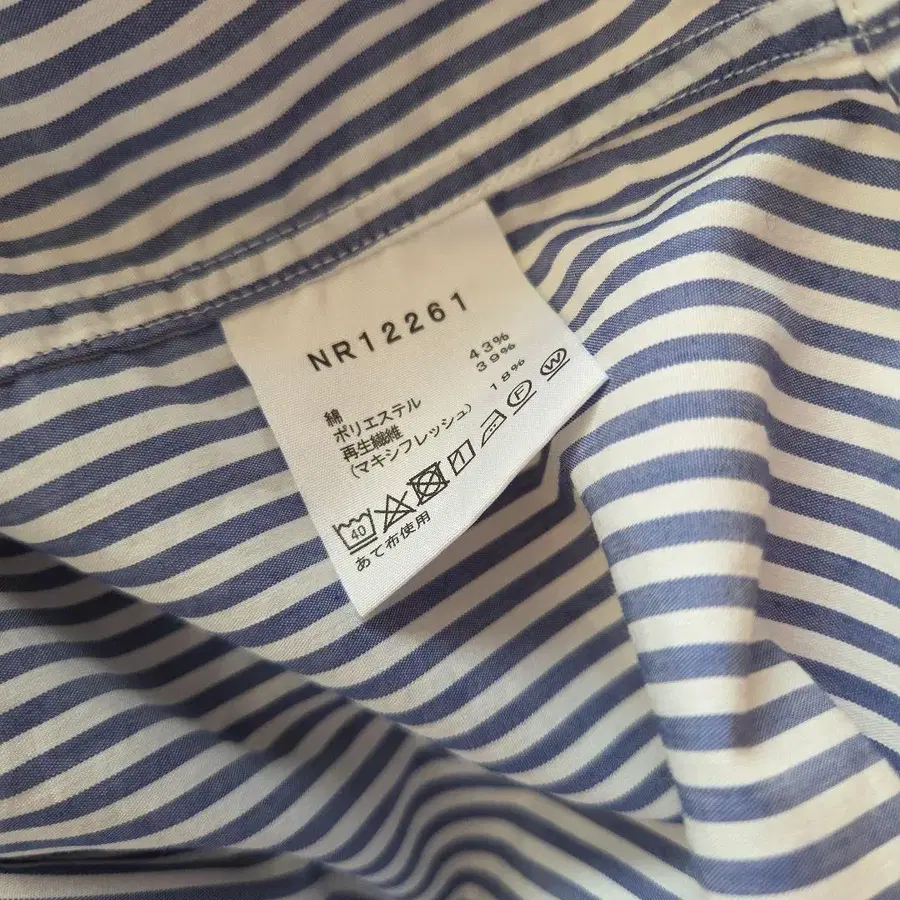 NR12261
綿 43%
ポリエステル 39%
再生繊維
(マキシフレッシュ) 18%
40 F W
あて布使用